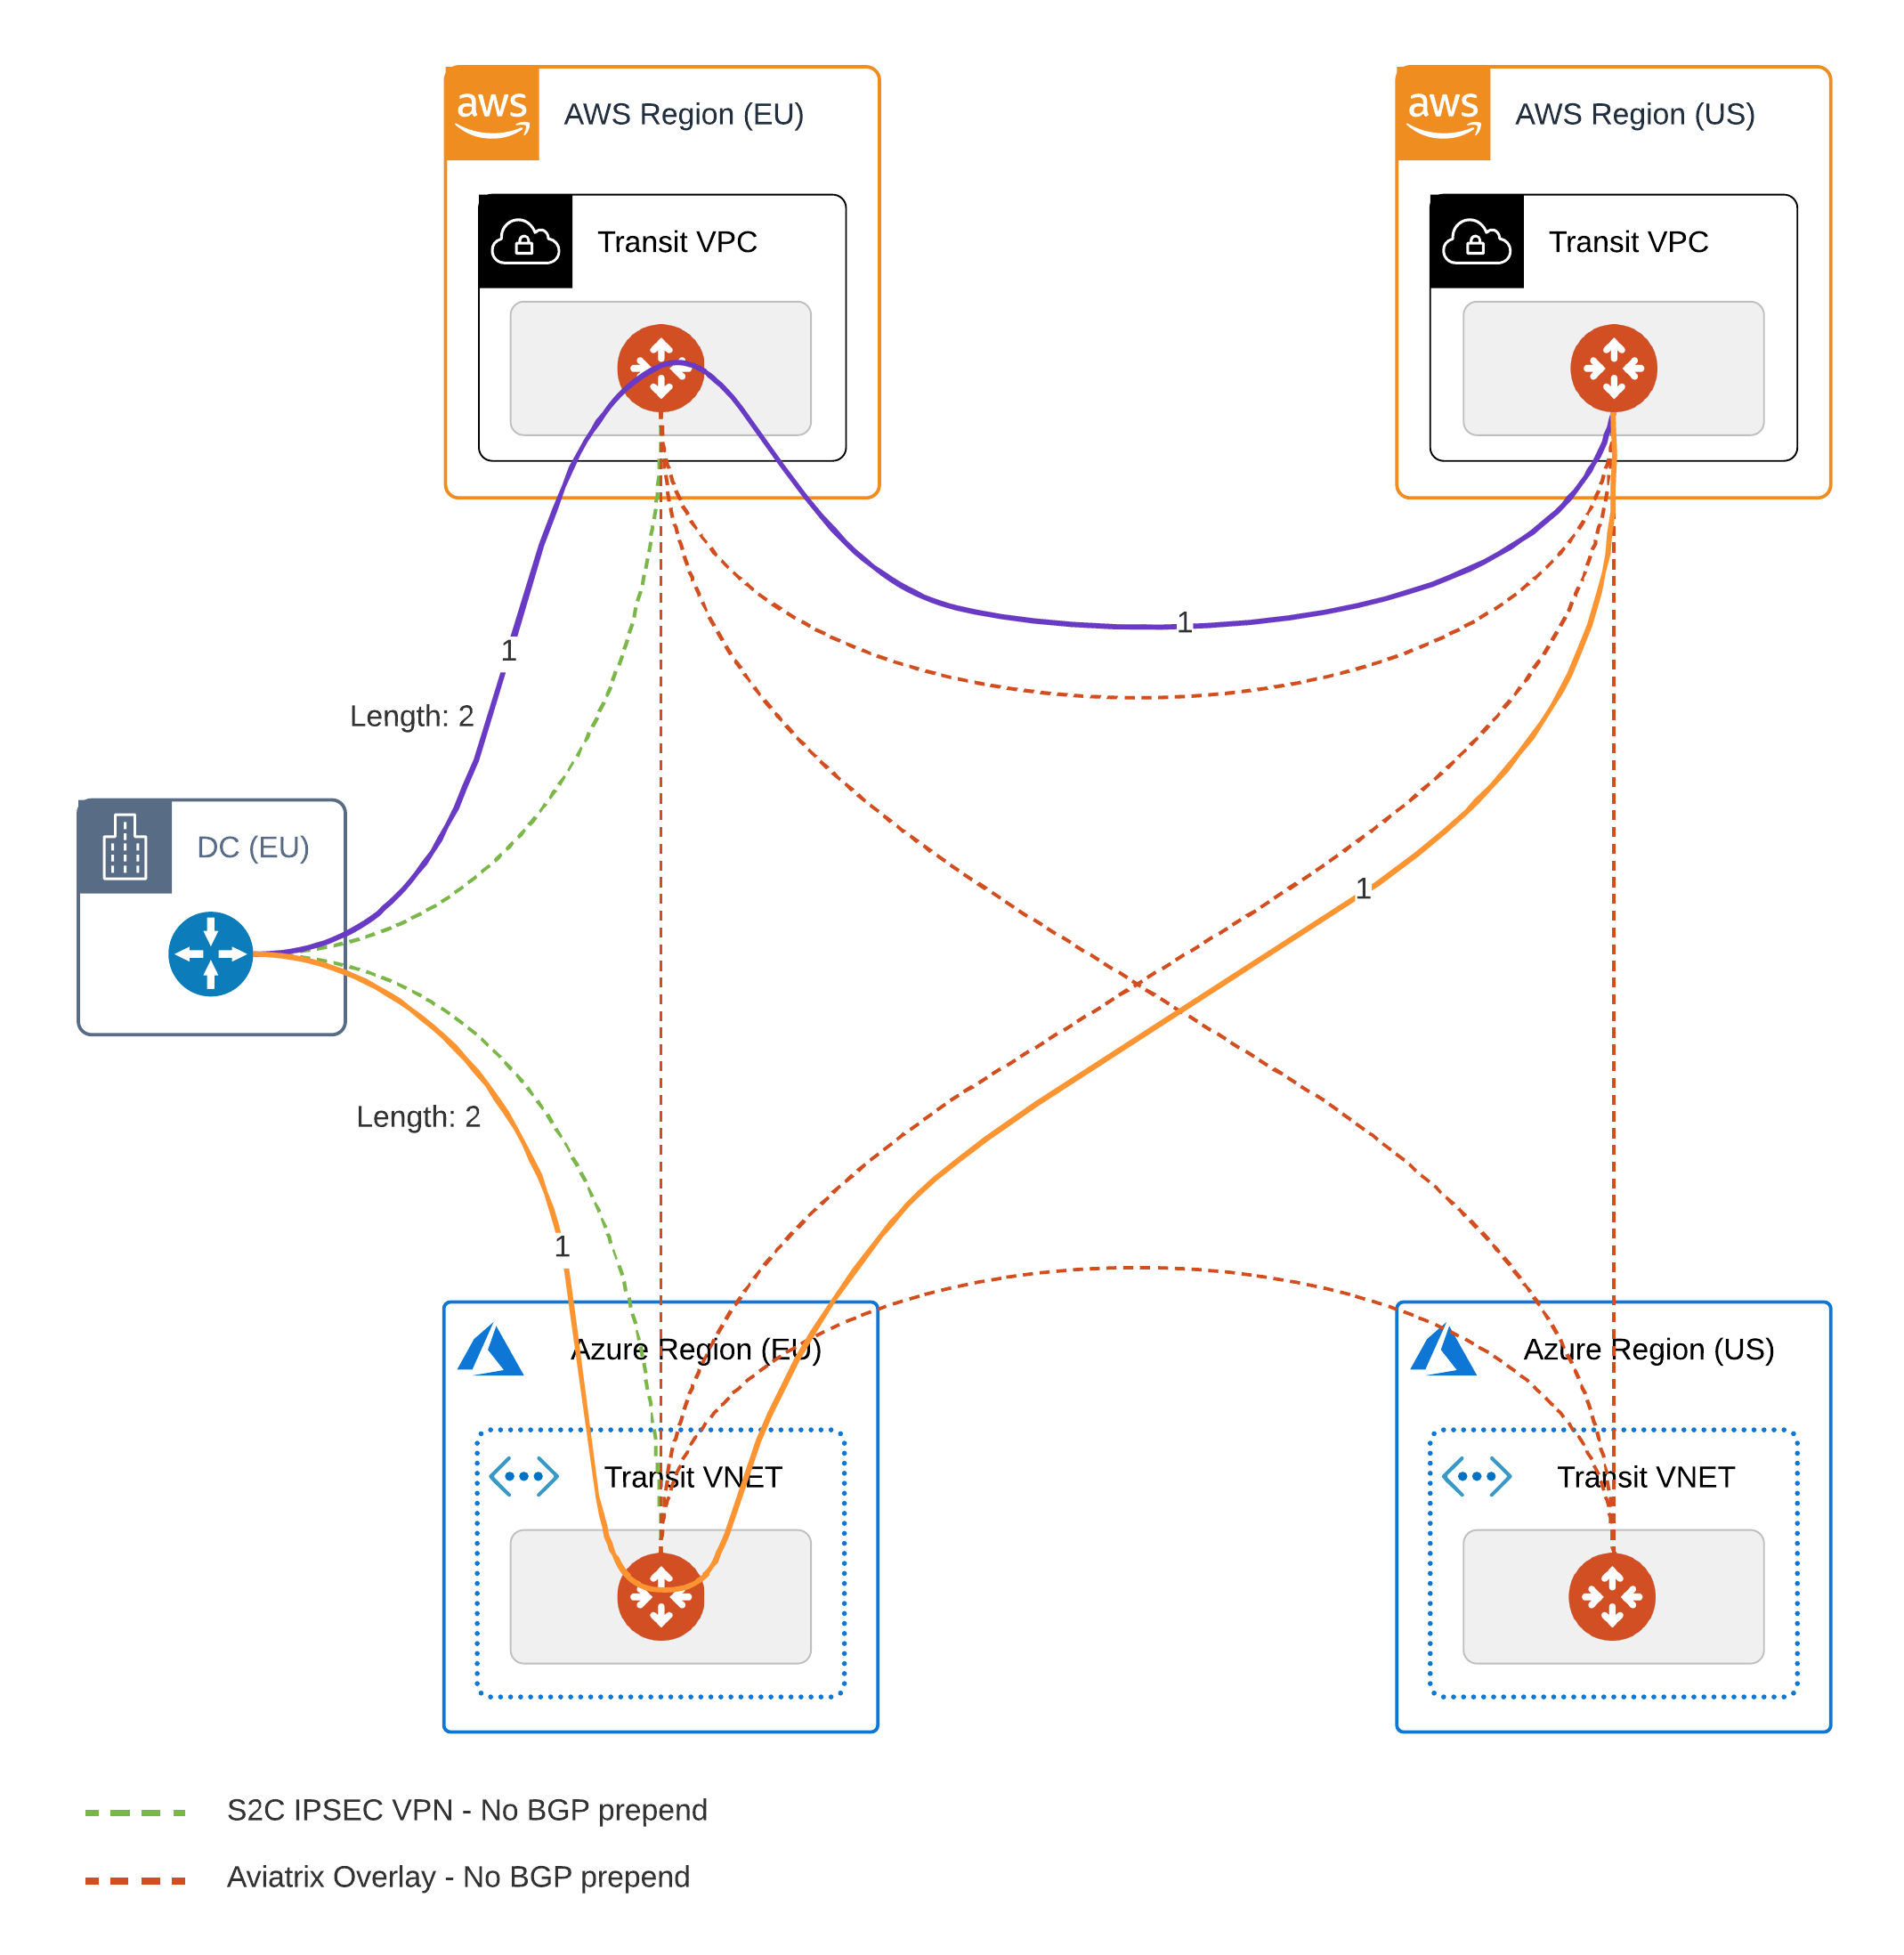 aws
AWS Region (EU)
aws
AWS Region (US)
Transit VPC
Transit VPC
1
1
Length: 2
DC (EU)
1
Length: 2
1
Azure Region (EU)
Azure Region (US)
Transit VNET
Transit VNET
S2C IPSEC VPN - No BGP prepend
Aviatrix Overlay - No BGP prepend